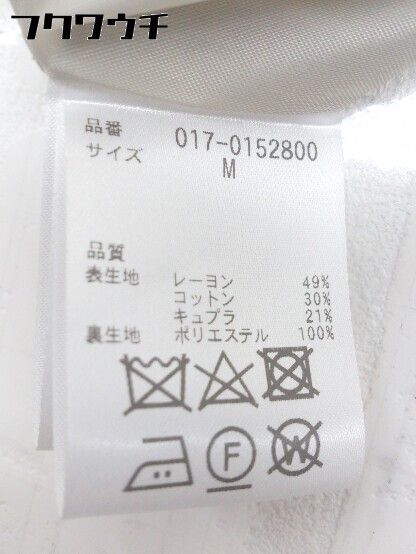 フクワウチ
品番 017-0152800
サイズ M
品質
表生地 レーヨン 49%
コットン 30%
キュプラ 21%
裏生地 ポリエステル 100%
F
W